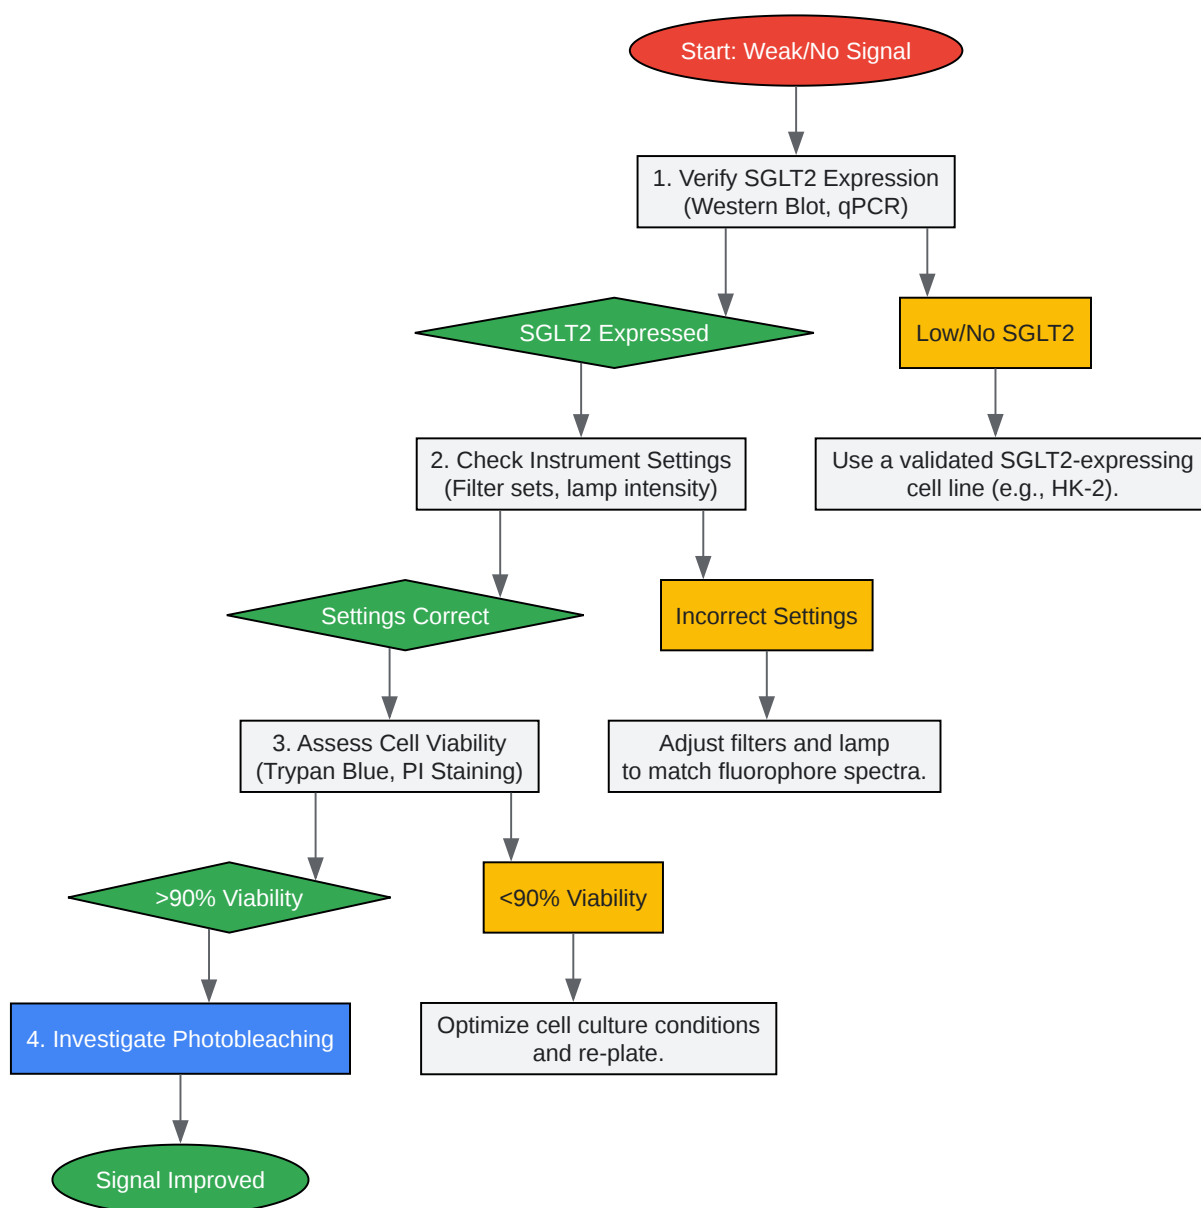 Start: Weak/No Signal
1. Verify SGLT2 Expression
(Western Blot, qPCR)
SGLT2 Expressed
Low/No SGLT2
2. Check Instrument Settings
(Filter sets, lamp intensity)
Use a validated SGLT2-expressing
cell line (e.g., HK-2).
Settings Correct
Incorrect Settings
3. Assess Cell Viability
(Trypan Blue, PI Staining)
Adjust filters and lamp
to match fluorophore spectra.
>90% Viability
<90% Viability
4. Investigate Photobleaching
Optimize cell culture conditions
and re-plate.
Signal Improved